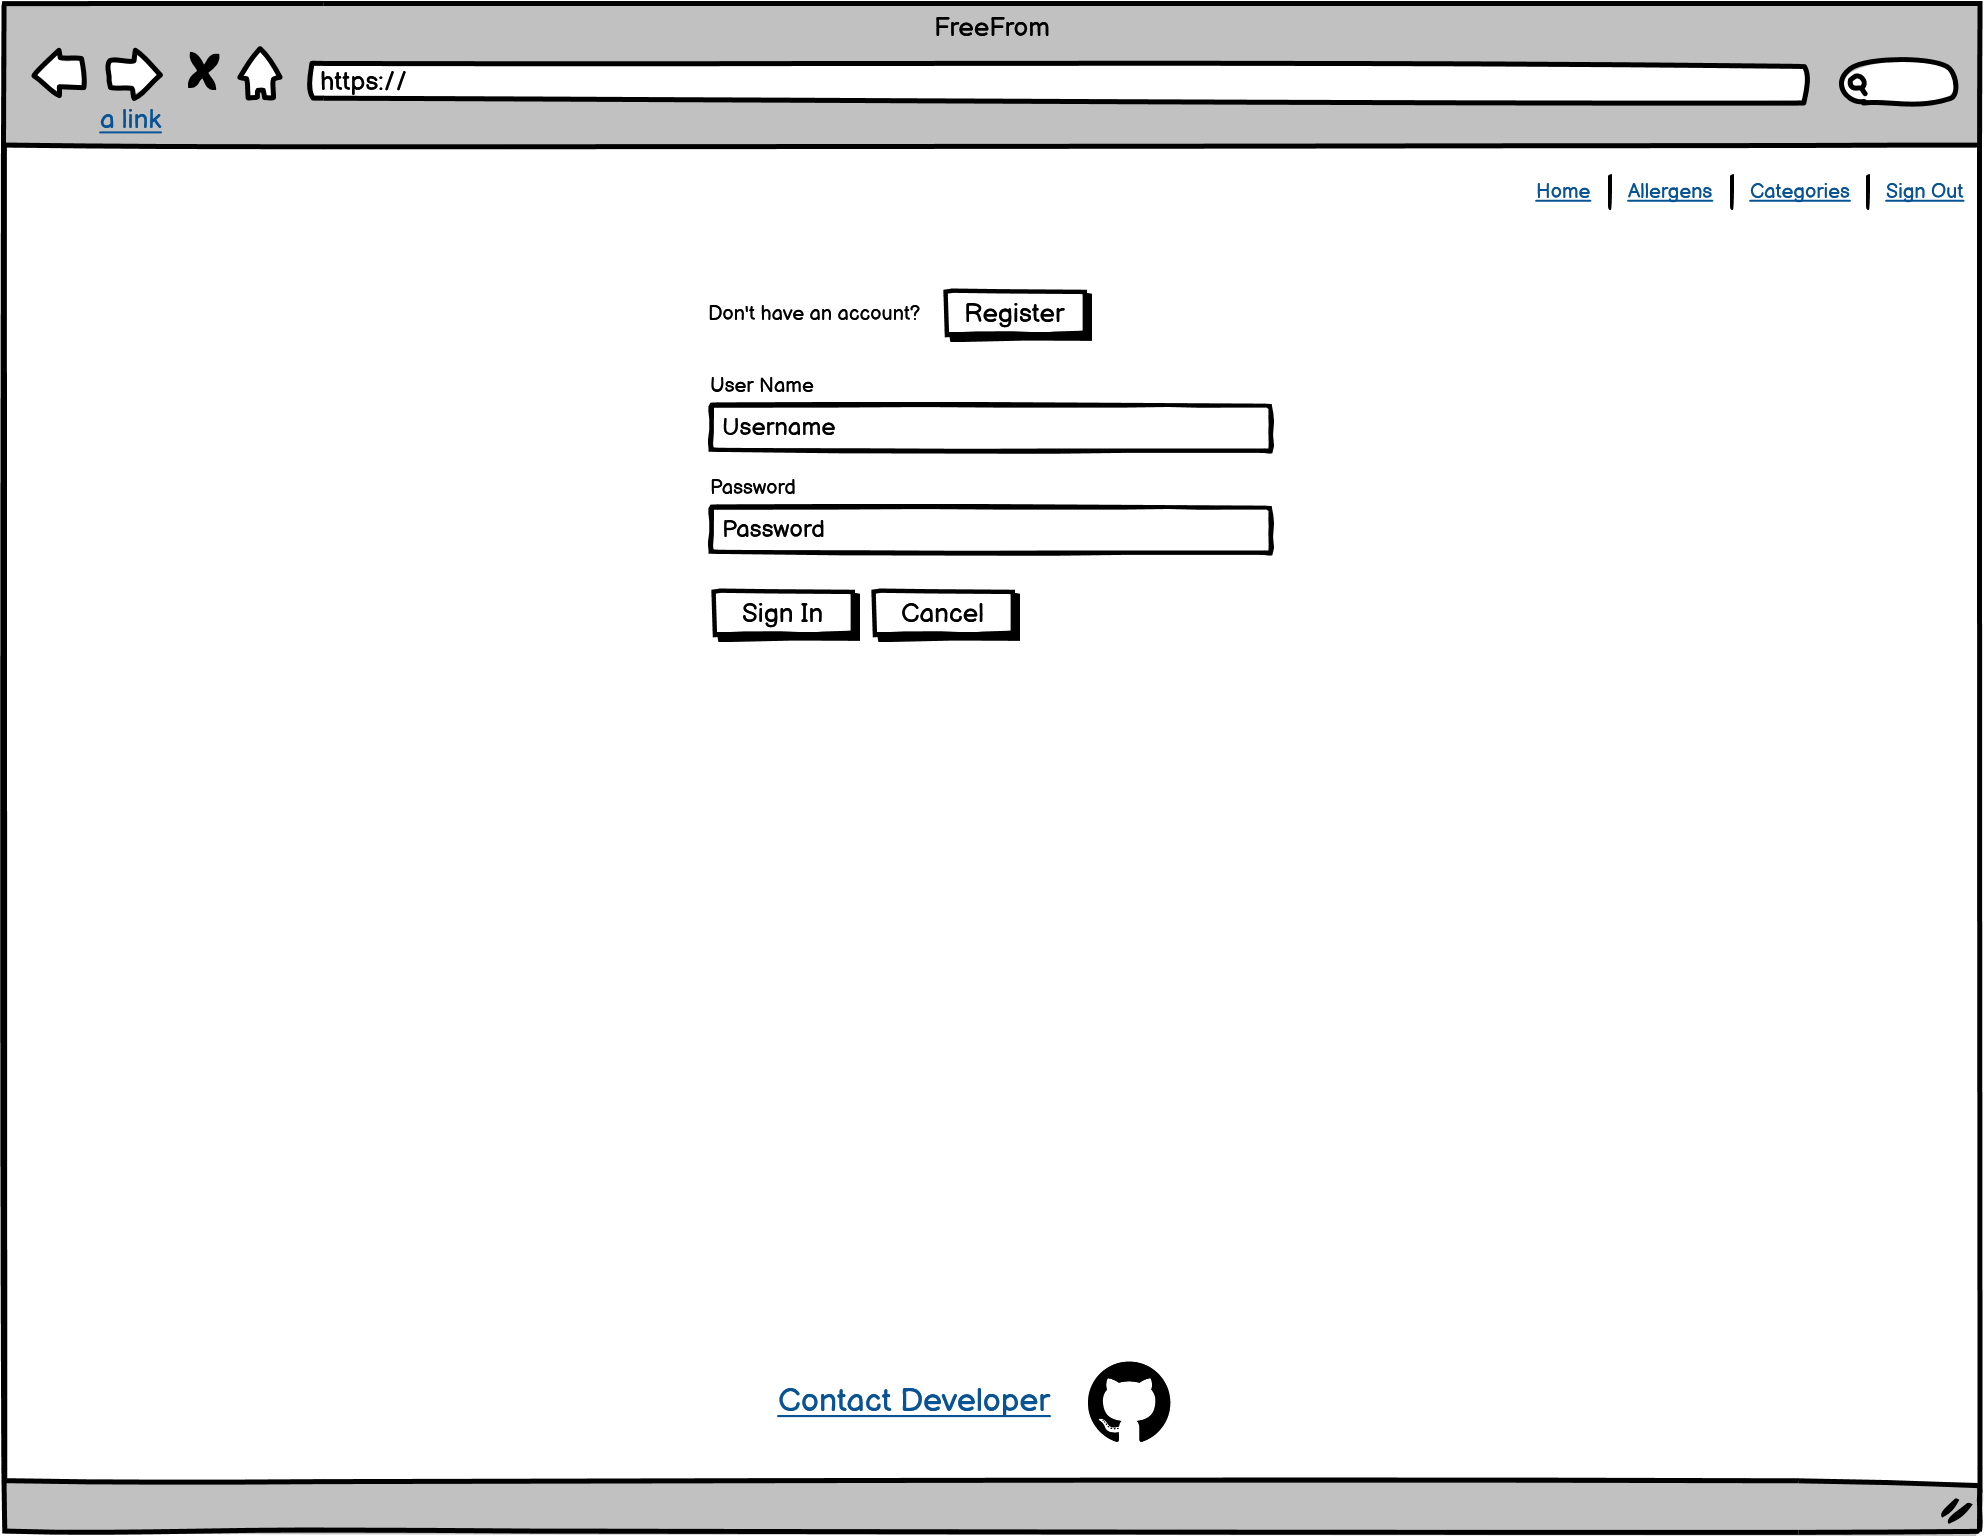 FreeFrom
https://
a link
Home Allergens Categories Sign Out
Don't have an account? Register
User Name
Username
Password
Password
Sign In Cancel
Contact Developer